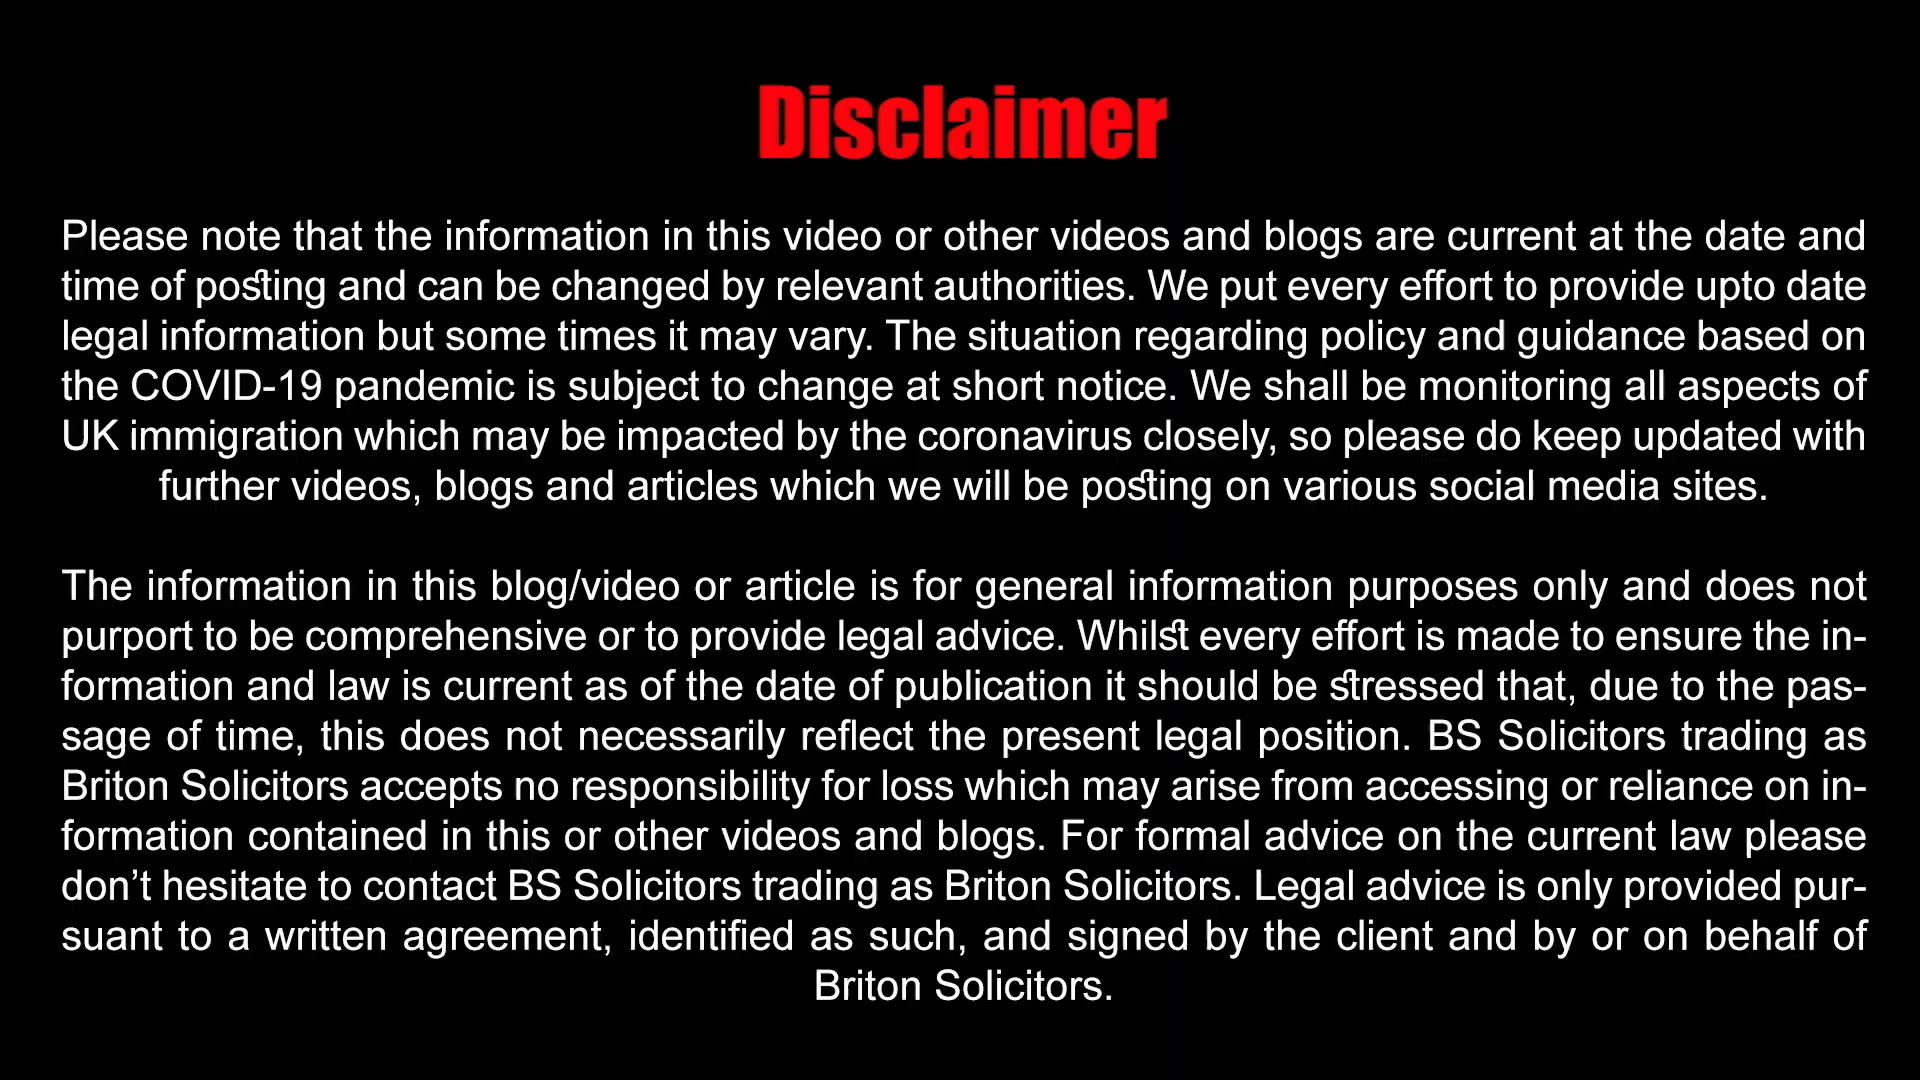 Disclaimer
Please note that the information in this video or other videos and blogs are current at the date and
time of posting and can be changed by relevant authorities. We put every effort to provide upto date
legal information but some times it may vary. The situation regarding policy and guidance based on
the COVID-19 pandemic is subject to change at short notice. We shall be monitoring all aspects of
UK immigration which may be impacted by the coronavirus closely, so please do keep updated with
further videos, blogs and articles which we will be posting on various social media sites.
The information in this blog/video or article is for general information purposes only and does not
purport to be comprehensive or to provide legal advice. Whilst every effort is made to ensure the in-
formation and law is current as of the date of publication it should be stressed that, due to the pas-
sage of time, this does not necessarily reflect the present legal position. BS Solicitors trading as
Briton Solicitors accepts no responsibility for loss which may arise from accessing or reliance on in-
formation contained in this or other videos and blogs. For formal advice on the current law please
don’t hesitate to contact BS Solicitors trading as Briton Solicitors. Legal advice is only provided pur-
suant to a written agreement, identified as such, and signed by the client and by or on behalf of
Briton Solicitors.